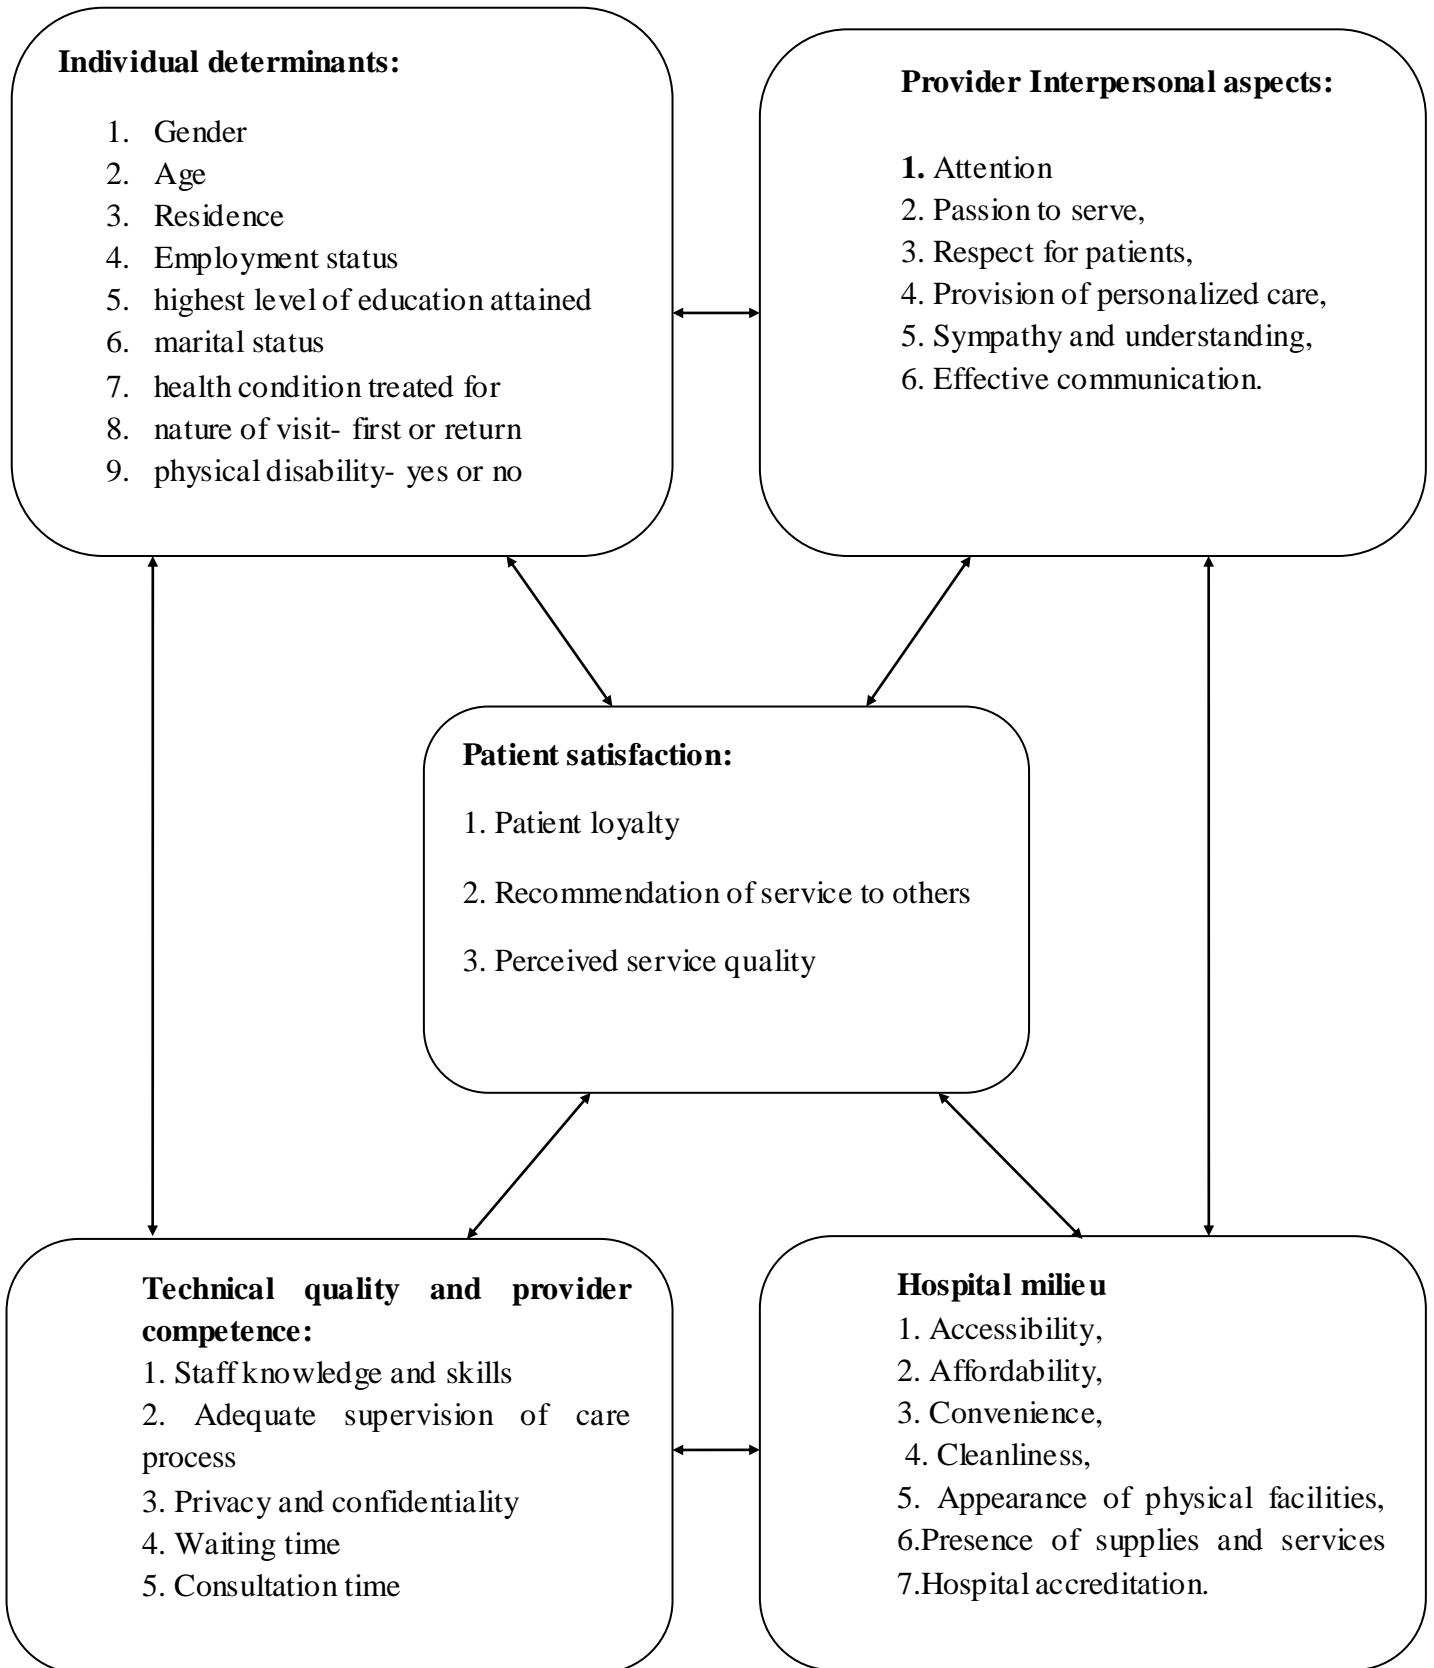 Individual determinants:
1. Gender
2. Age
3. Residence
4. Employment status
5. highest level of education attained
6. marital status
7. health condition treated for
8. nature of visit- first or return
9. physical disability- yes or no
Provider Interpersonal aspects:
1. Attention
2. Passion to serve,
3. Respect for patients,
4. Provision of personalized care,
5. Sympathy and understanding,
6. Effective communication.
Patient satisfaction:
1. Patient loyalty
2. Recommendation of service to others
3. Perceived service quality
Technical quality and provider
competence:
1. Staff knowledge and skills
2. Adequate supervision of care
process
3. Privacy and confidentiality
4. Waiting time
5. Consultation time
Hospital milieu
1. Accessibility,
2. Affordability,
3. Convenience,
4. Cleanliness,
5. Appearance of physical facilities,
6.Presence of supplies and services
7.Hospital accreditation.